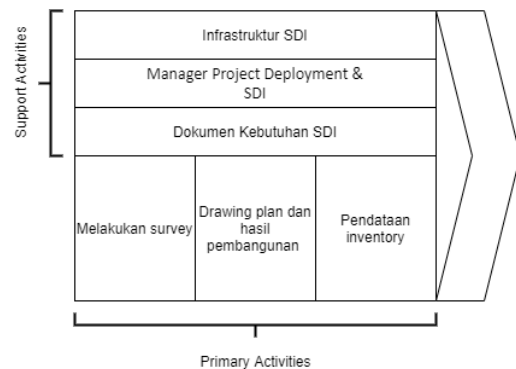 Support Activities
Infrastruktur SDI
Manager Project Deployment &
SDI
Dokumen Kebutuhan SDI
Melakukan survey
Drawing plan dan
hasil
pembangunan
Pendataan
inventory
Primary Activities